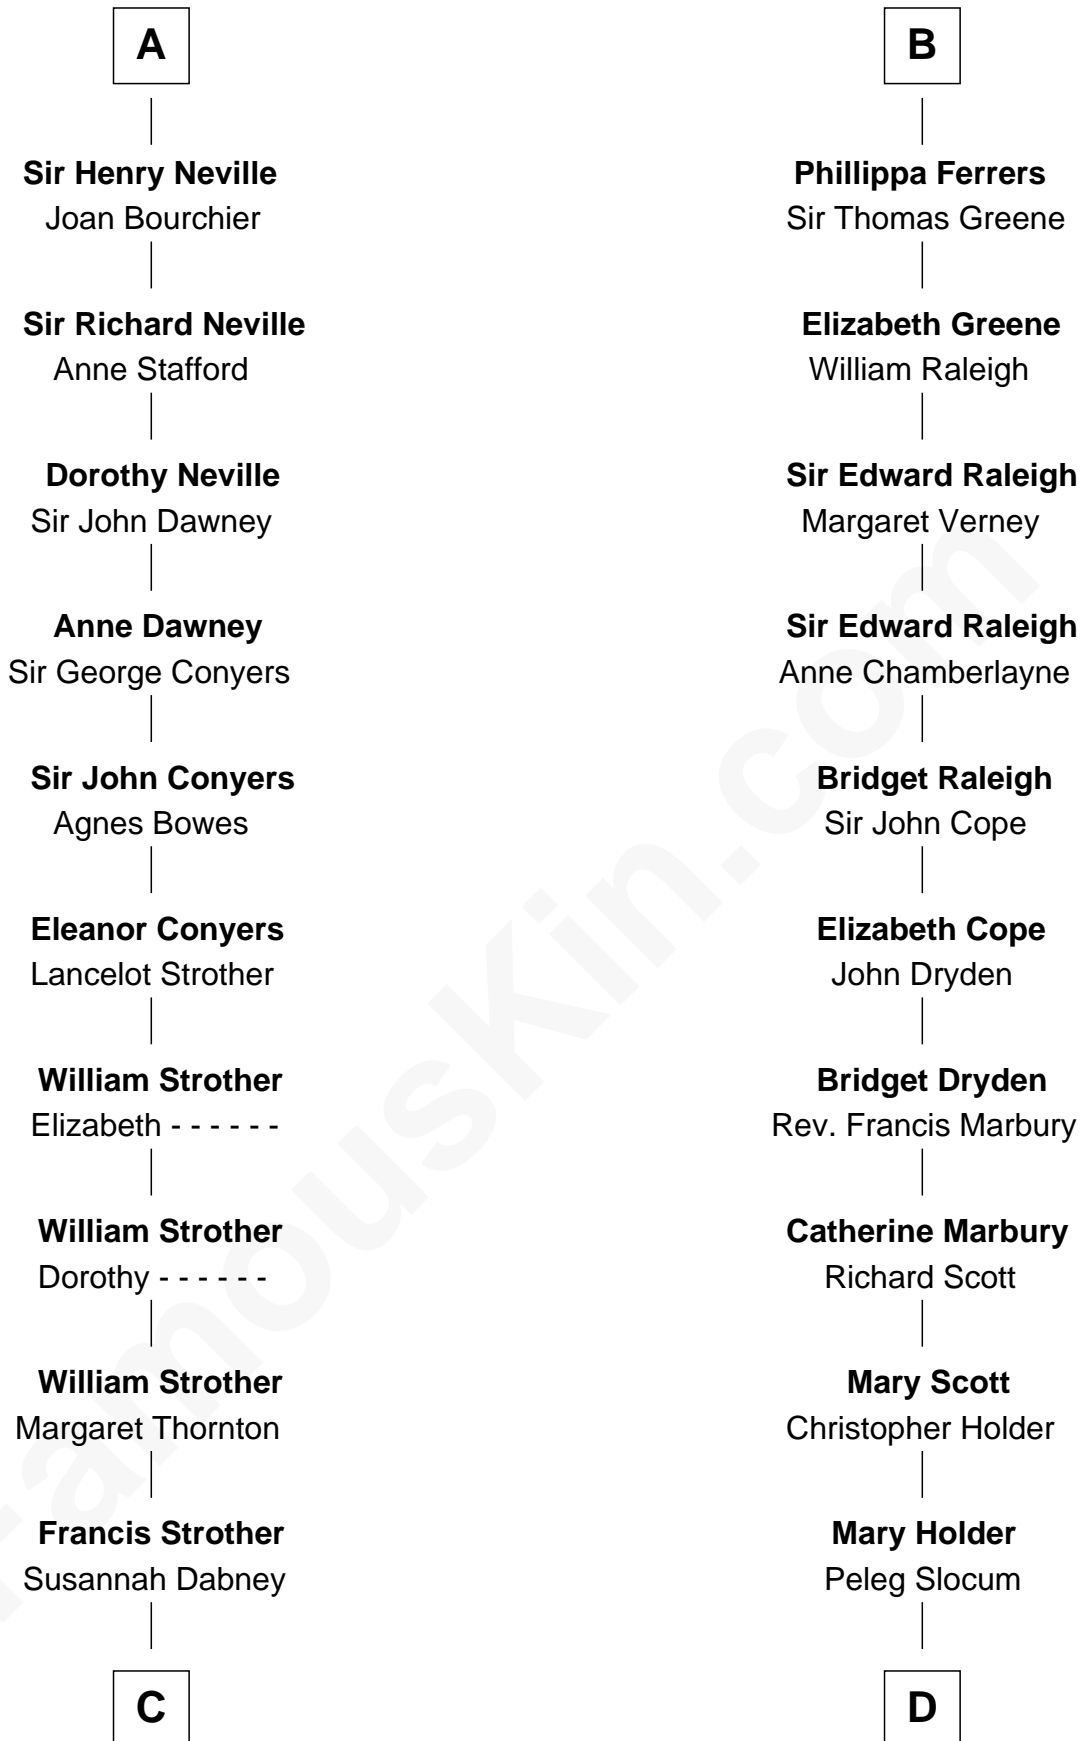 A
Sir Henry Neville
Joan Bourchier
Sir Richard Neville
Anne Stafford
Dorothy Neville
Sir John Dawney
Anne Dawney
Sir George Conyers
Sir John Conyers
Agnes Bowes
Eleanor Conyers
Lancelot Strother
William Strother
Elizabeth - - - - - -
William Strother
Dorothy - - - - - -
William Strother
Margaret Thornton
Francis Strother
Susannah Dabney
C
B
Phillippa Ferrers
Sir Thomas Greene
Elizabeth Greene
William Raleigh
Sir Edward Raleigh
Margaret Verney
Sir Edward Raleigh
Anne Chamberlayne
Bridget Raleigh
Sir John Cope
Elizabeth Cope
John Dryden
Bridget Dryden
Rev. Francis Marbury
Catherine Marbury
Richard Scott
Mary Scott
Christopher Holder
Mary Holder
Peleg Slocum
D
FamousKin.com